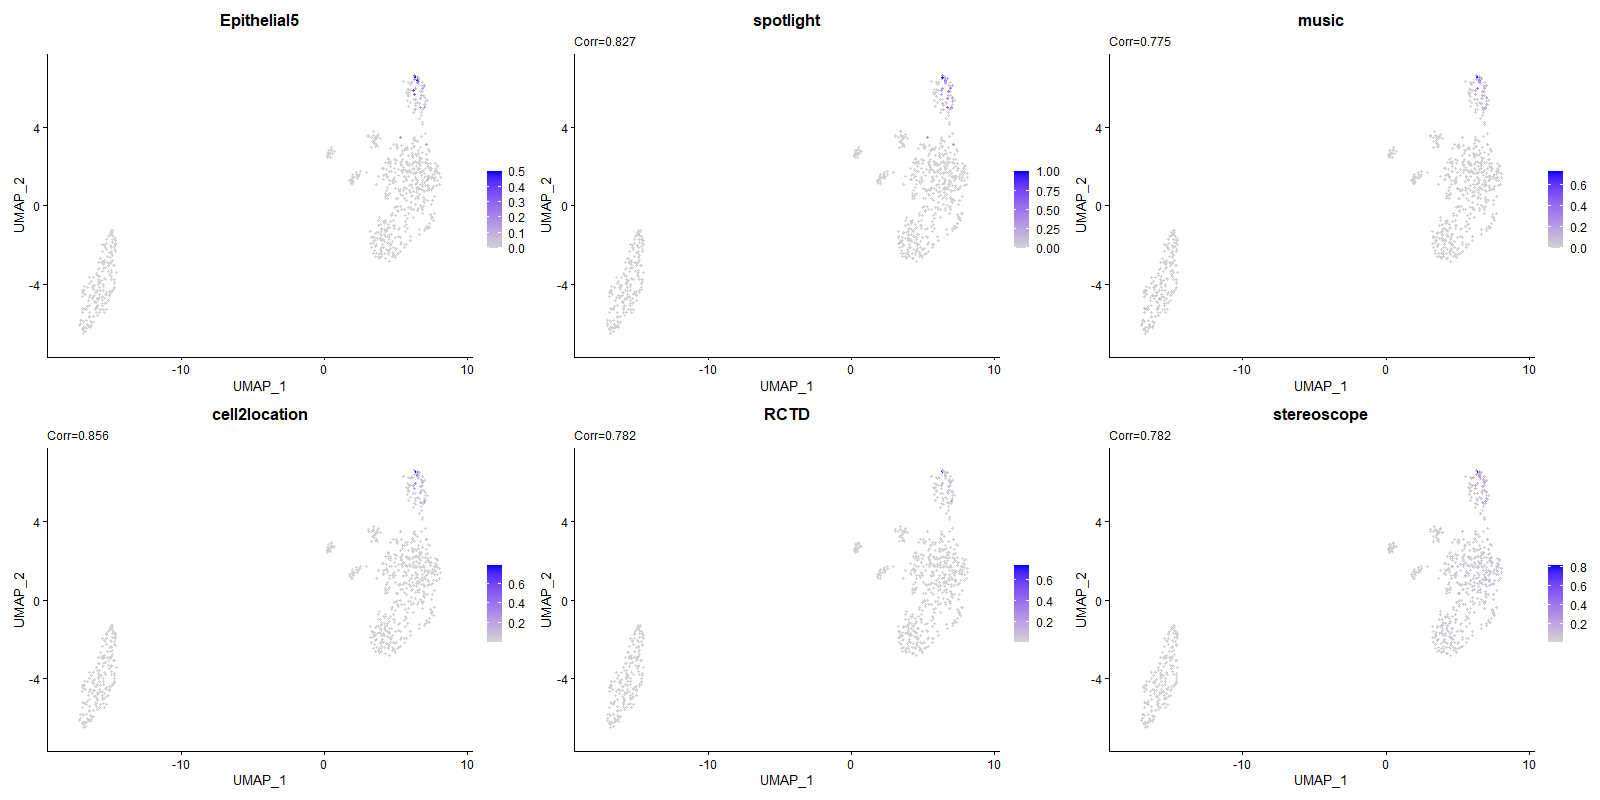 Epithelial5
UMAP_2
4
0
-4
-10
0
10
UMAP_1
0.5
0.4
0.3
0.2
0.1
0.0
spotlight
Corr=0.827
UMAP_2
4
0
-4
-10
0
10
UMAP_1
1.00
0.75
0.50
0.25
0.00
music
Corr=0.775
UMAP_2
4
0
-4
-10
0
10
UMAP_1
0.6
0.4
0.2
0.0
cell2location
Corr=0.856
UMAP_2
4
0
-4
-10
0
10
UMAP_1
0.6
0.4
0.2
RCTD
Corr=0.782
UMAP_2
4
0
-4
-10
0
10
UMAP_1
0.6
0.4
0.2
stereoscope
Corr=0.782
UMAP_2
4
0
-4
-10
0
10
UMAP_1
0.8
0.6
0.4
0.2